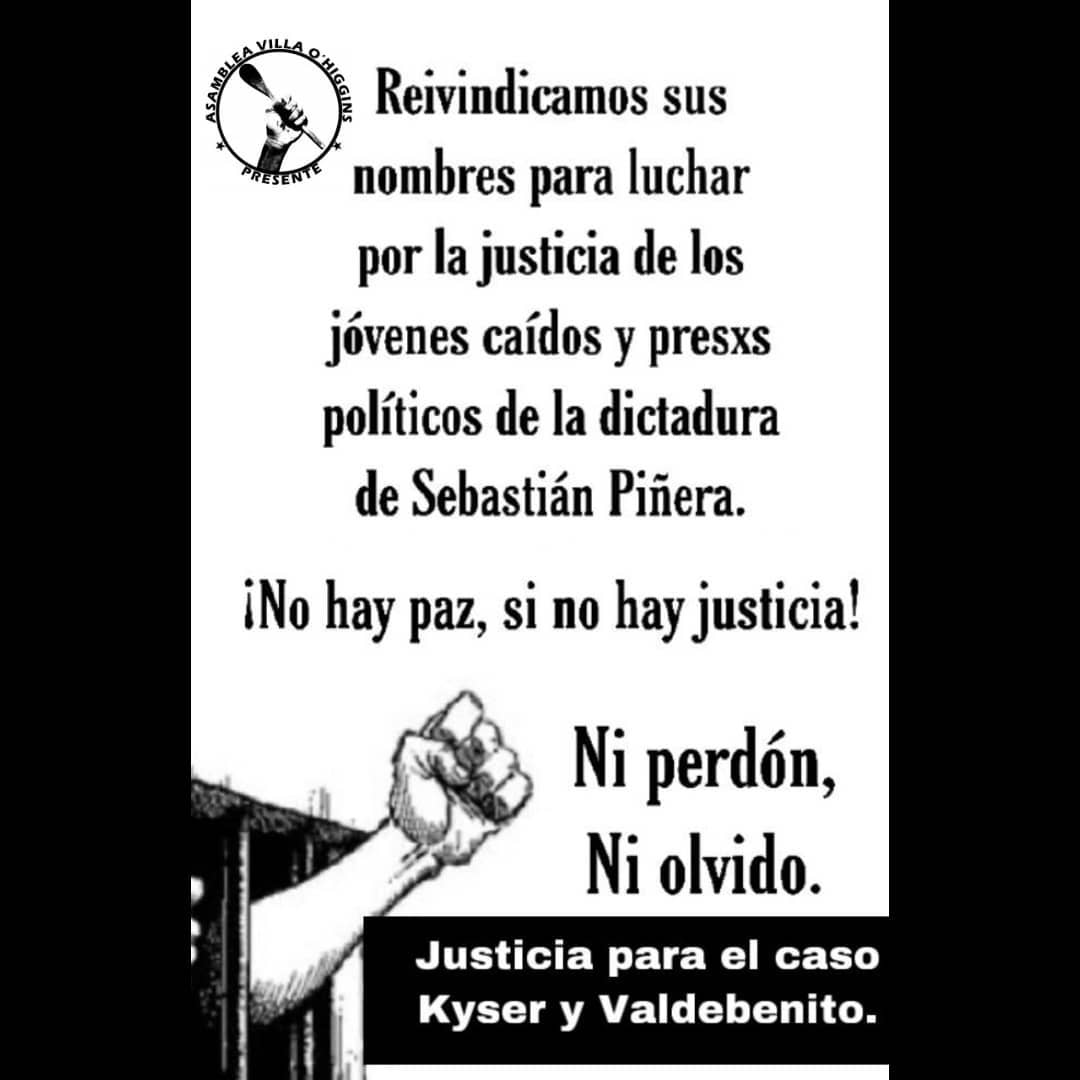 ASAMBLEA VILLA O'HIGGINS
PRESENTE
Reivindicamos sus
nombres para luchar
por la justicia de los
jóvenes caídos y presxs
políticos de la dictadura
de Sebastián Piñera.
¡No hay paz, si no hay justicia!
Ni perdón,
Ni olvido.
Justicia para el caso
Kyser y Valdebenito.